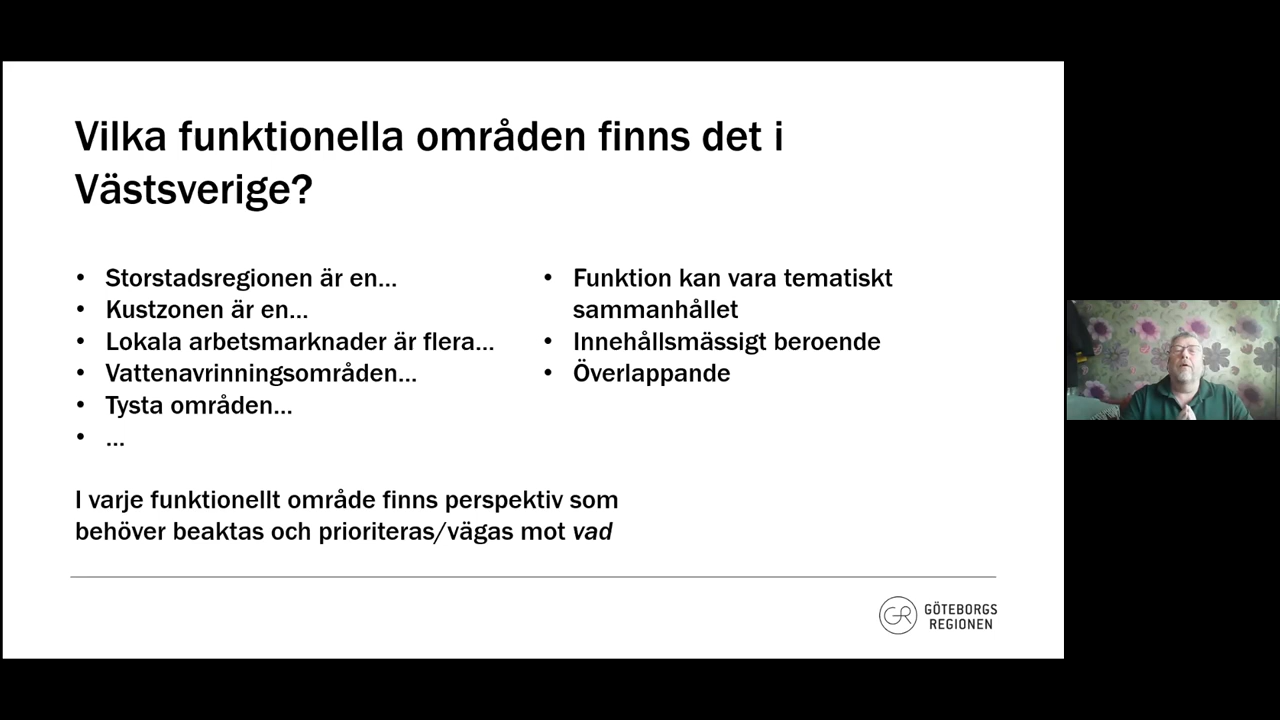 Vilka funktionella områden finns det i
Västsverige?
• Storstadsregionen är en...
• Kustzonen är en...
• Lokala arbetsmarknader är flera...
• Vattenavrinningsområden...
• Tysta områden...
• ...
• Funktion kan vara tematiskt
sammanhållet
• Innehållsmässigt beroende
• Överlappande
I varje funktionellt område finns perspektiv som
behöver beaktas och prioriteras/vägas mot vad
GR
GÖTEBORGS
REGIONEN